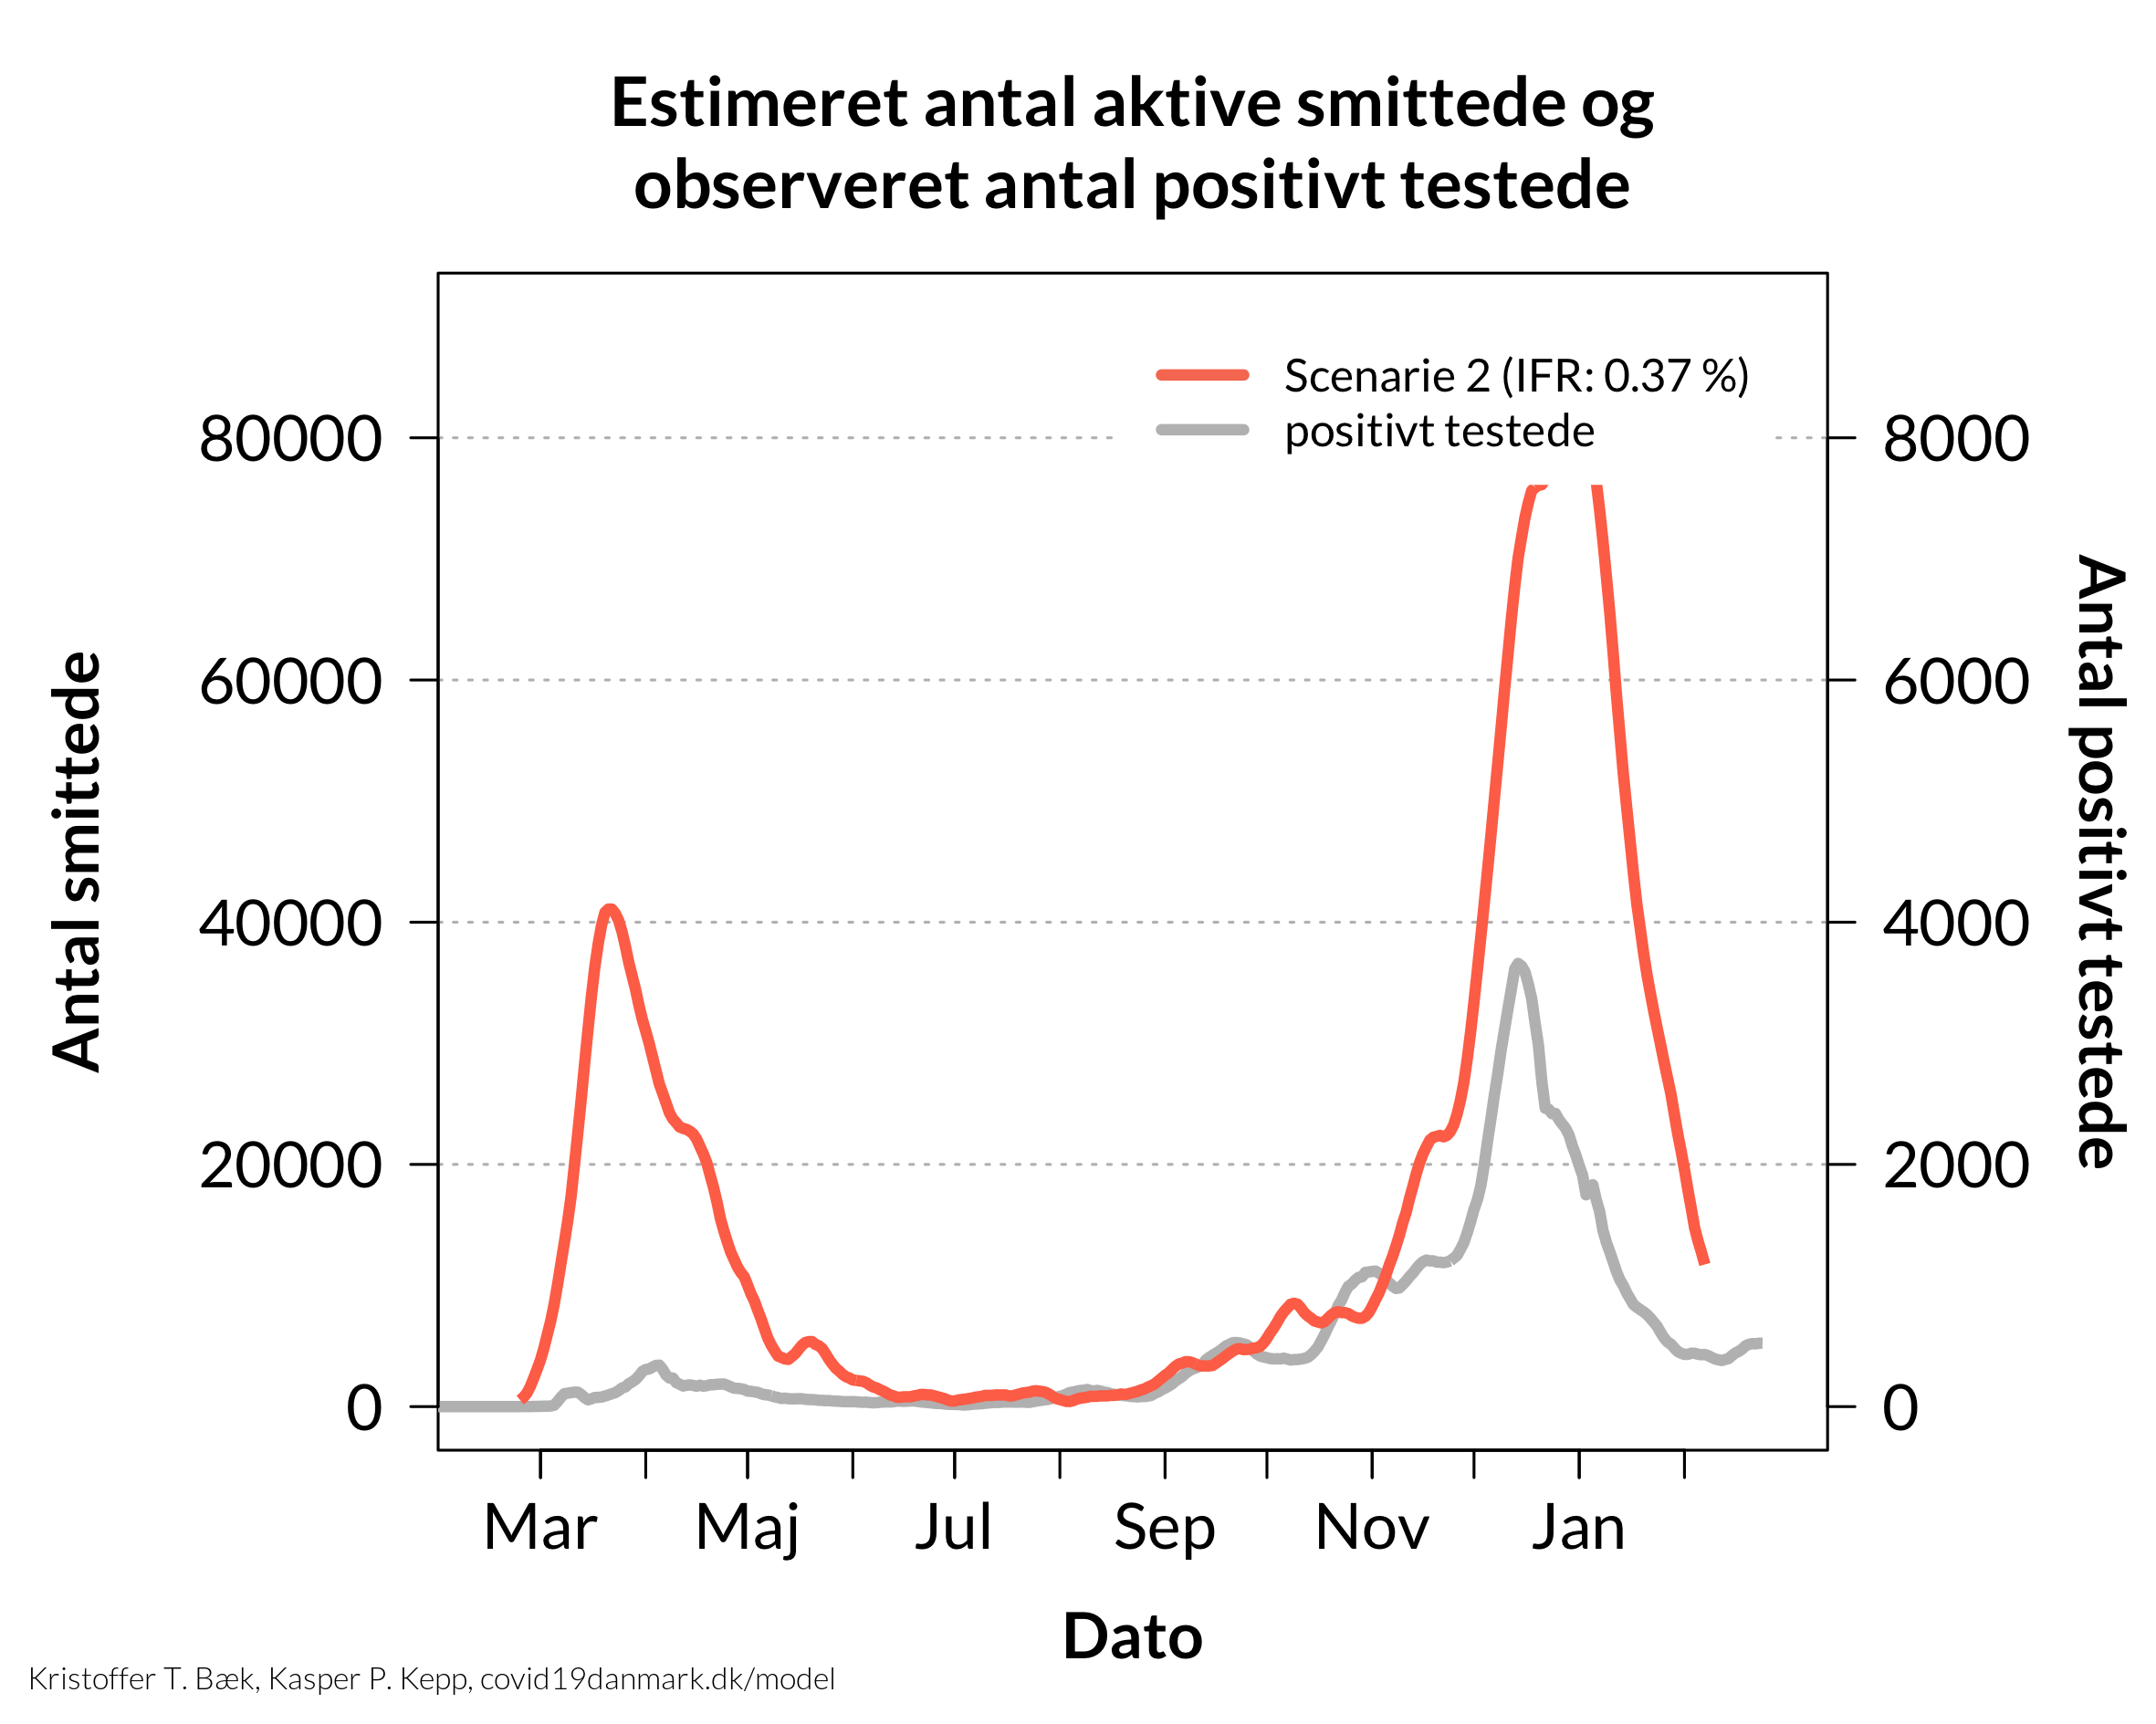 Estimeret antal aktive smittede og
observeret antal positivt testede
Scenarie 2 (IFR: 0.37 %)
positivt testede
Antal smittede
80000
60000
40000
20000
0
8000
6000
4000
2000
0
Antal positivt testede
Mar Maj Jul Sep Nov Jan
Dato
Kristoffer T. Bæk, Kasper P. Kepp, covid19danmark.dk/model